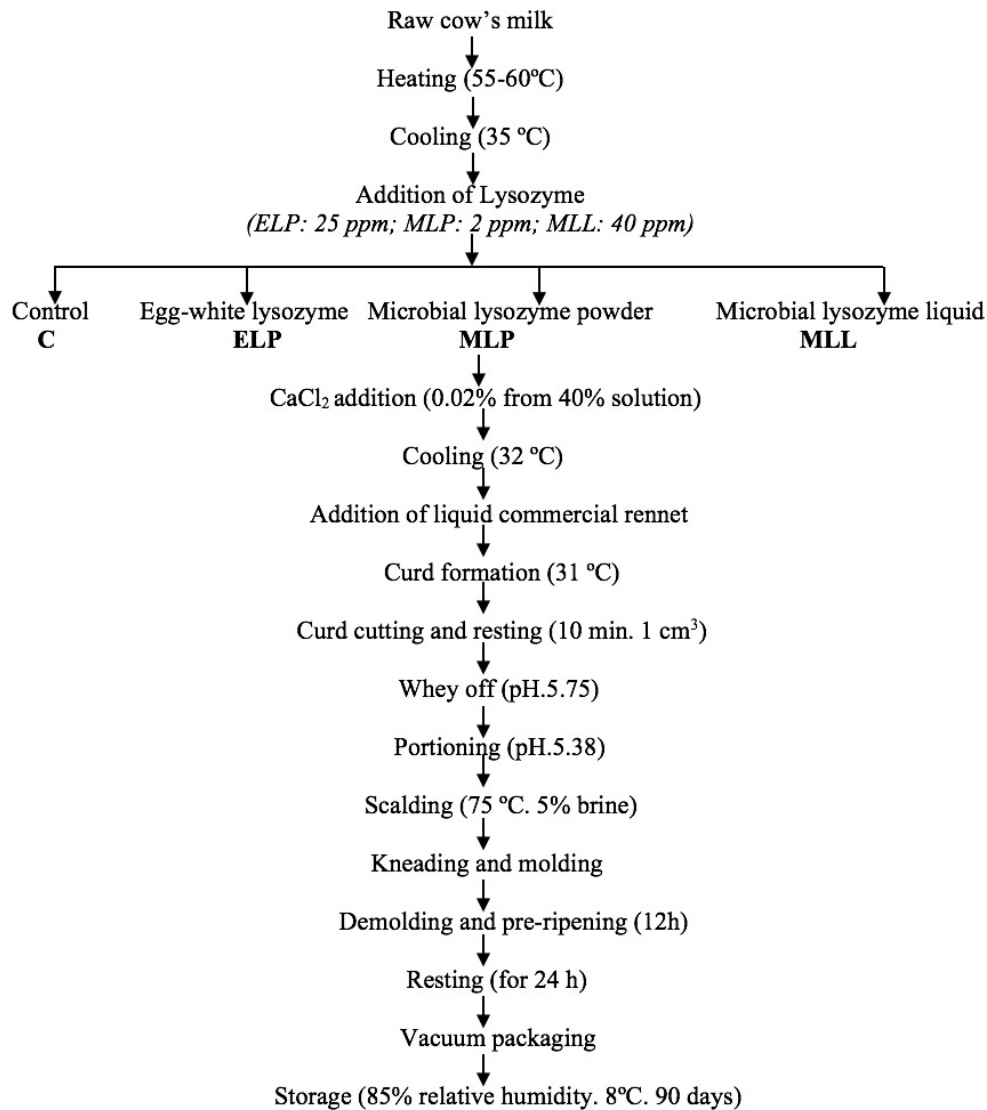 Raw cow’s milk
Heating (55-60ºC)
Cooling (35 ºC)
Addition of Lysozyme
(ELP: 25 ppm; MLP: 2 ppm; MLL: 40 ppm)
Control
C
Egg-white lysozyme
ELP
Microbial lysozyme powder
MLP
Microbial lysozyme liquid
MLL
CaCl₂ addition (0.02% from 40% solution)
Cooling (32 ºC)
Addition of liquid commercial rennet
Curd formation (31 ºC)
Curd cutting and resting (10 min. 1 cm³)
Whey off (pH.5.75)
Portioning (pH.5.38)
Scalding (75 ºC. 5% brine)
Kneading and molding
Demolding and pre-ripening (12h)
Resting (for 24 h)
Vacuum packaging
Storage (85% relative humidity. 8ºC. 90 days)